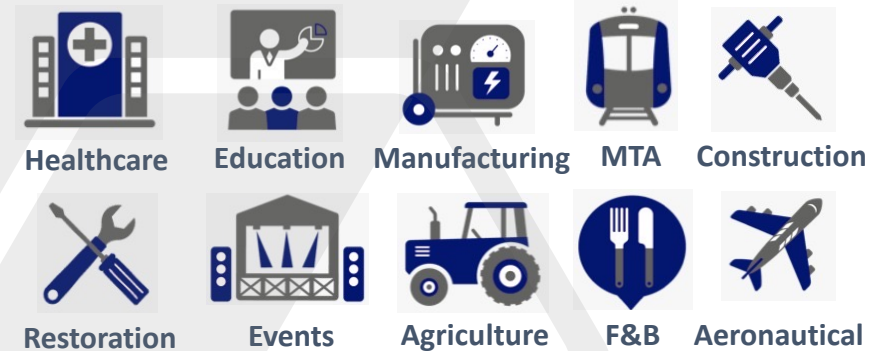 Healthcare Education Manufacturing MTA Construction
Restoration Events Agriculture F&B Aeronautical